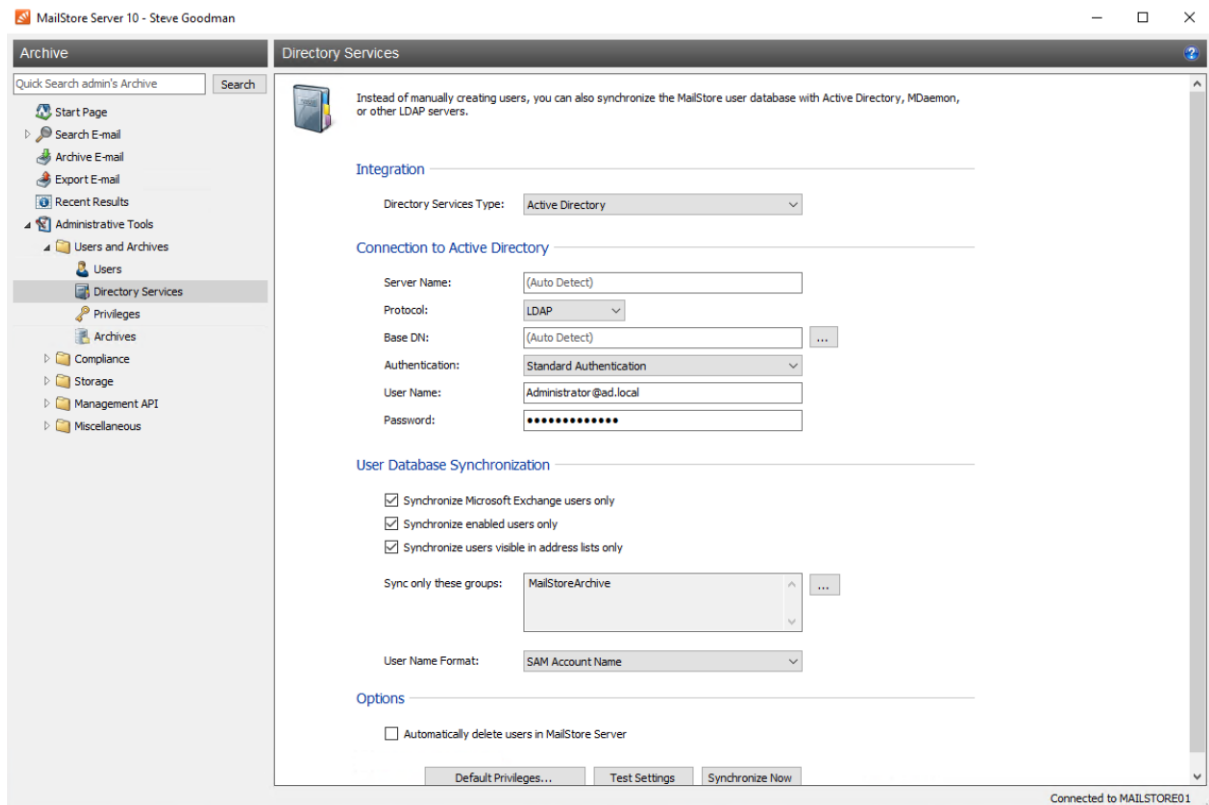 MailStore Server 10 - Steve Goodman
Archive
Quick Search admin's Archive
Search
Start Page
Search E-mail
Archive E-mail
Export E-mail
Recent Results
Administrative Tools
Users and Archives
Users
Directory Services
Privileges
Archives
Compliance
Storage
Management API
Miscellaneous
Directory Services
?
Instead of manually creating users, you can also synchronize the MailStore user database with Active Directory, MDaemon,
or other LDAP servers.
Integration
Directory Services Type: Active Directory
Connection to Active Directory
Server Name: (Auto Detect)
Protocol: LDAP
Base DN: (Auto Detect) ...
Authentication: Standard Authentication
User Name: Administrator@ad.local
Password: •••••••••••••
User Database Synchronization
Synchronize Microsoft Exchange users only
Synchronize enabled users only
Synchronize users visible in address lists only
Sync only these groups: MailStoreArchive ...
User Name Format: SAM Account Name
Options
Automatically delete users in MailStore Server
Default Privileges... Test Settings Synchronize Now
Connected to MAILSTORE01